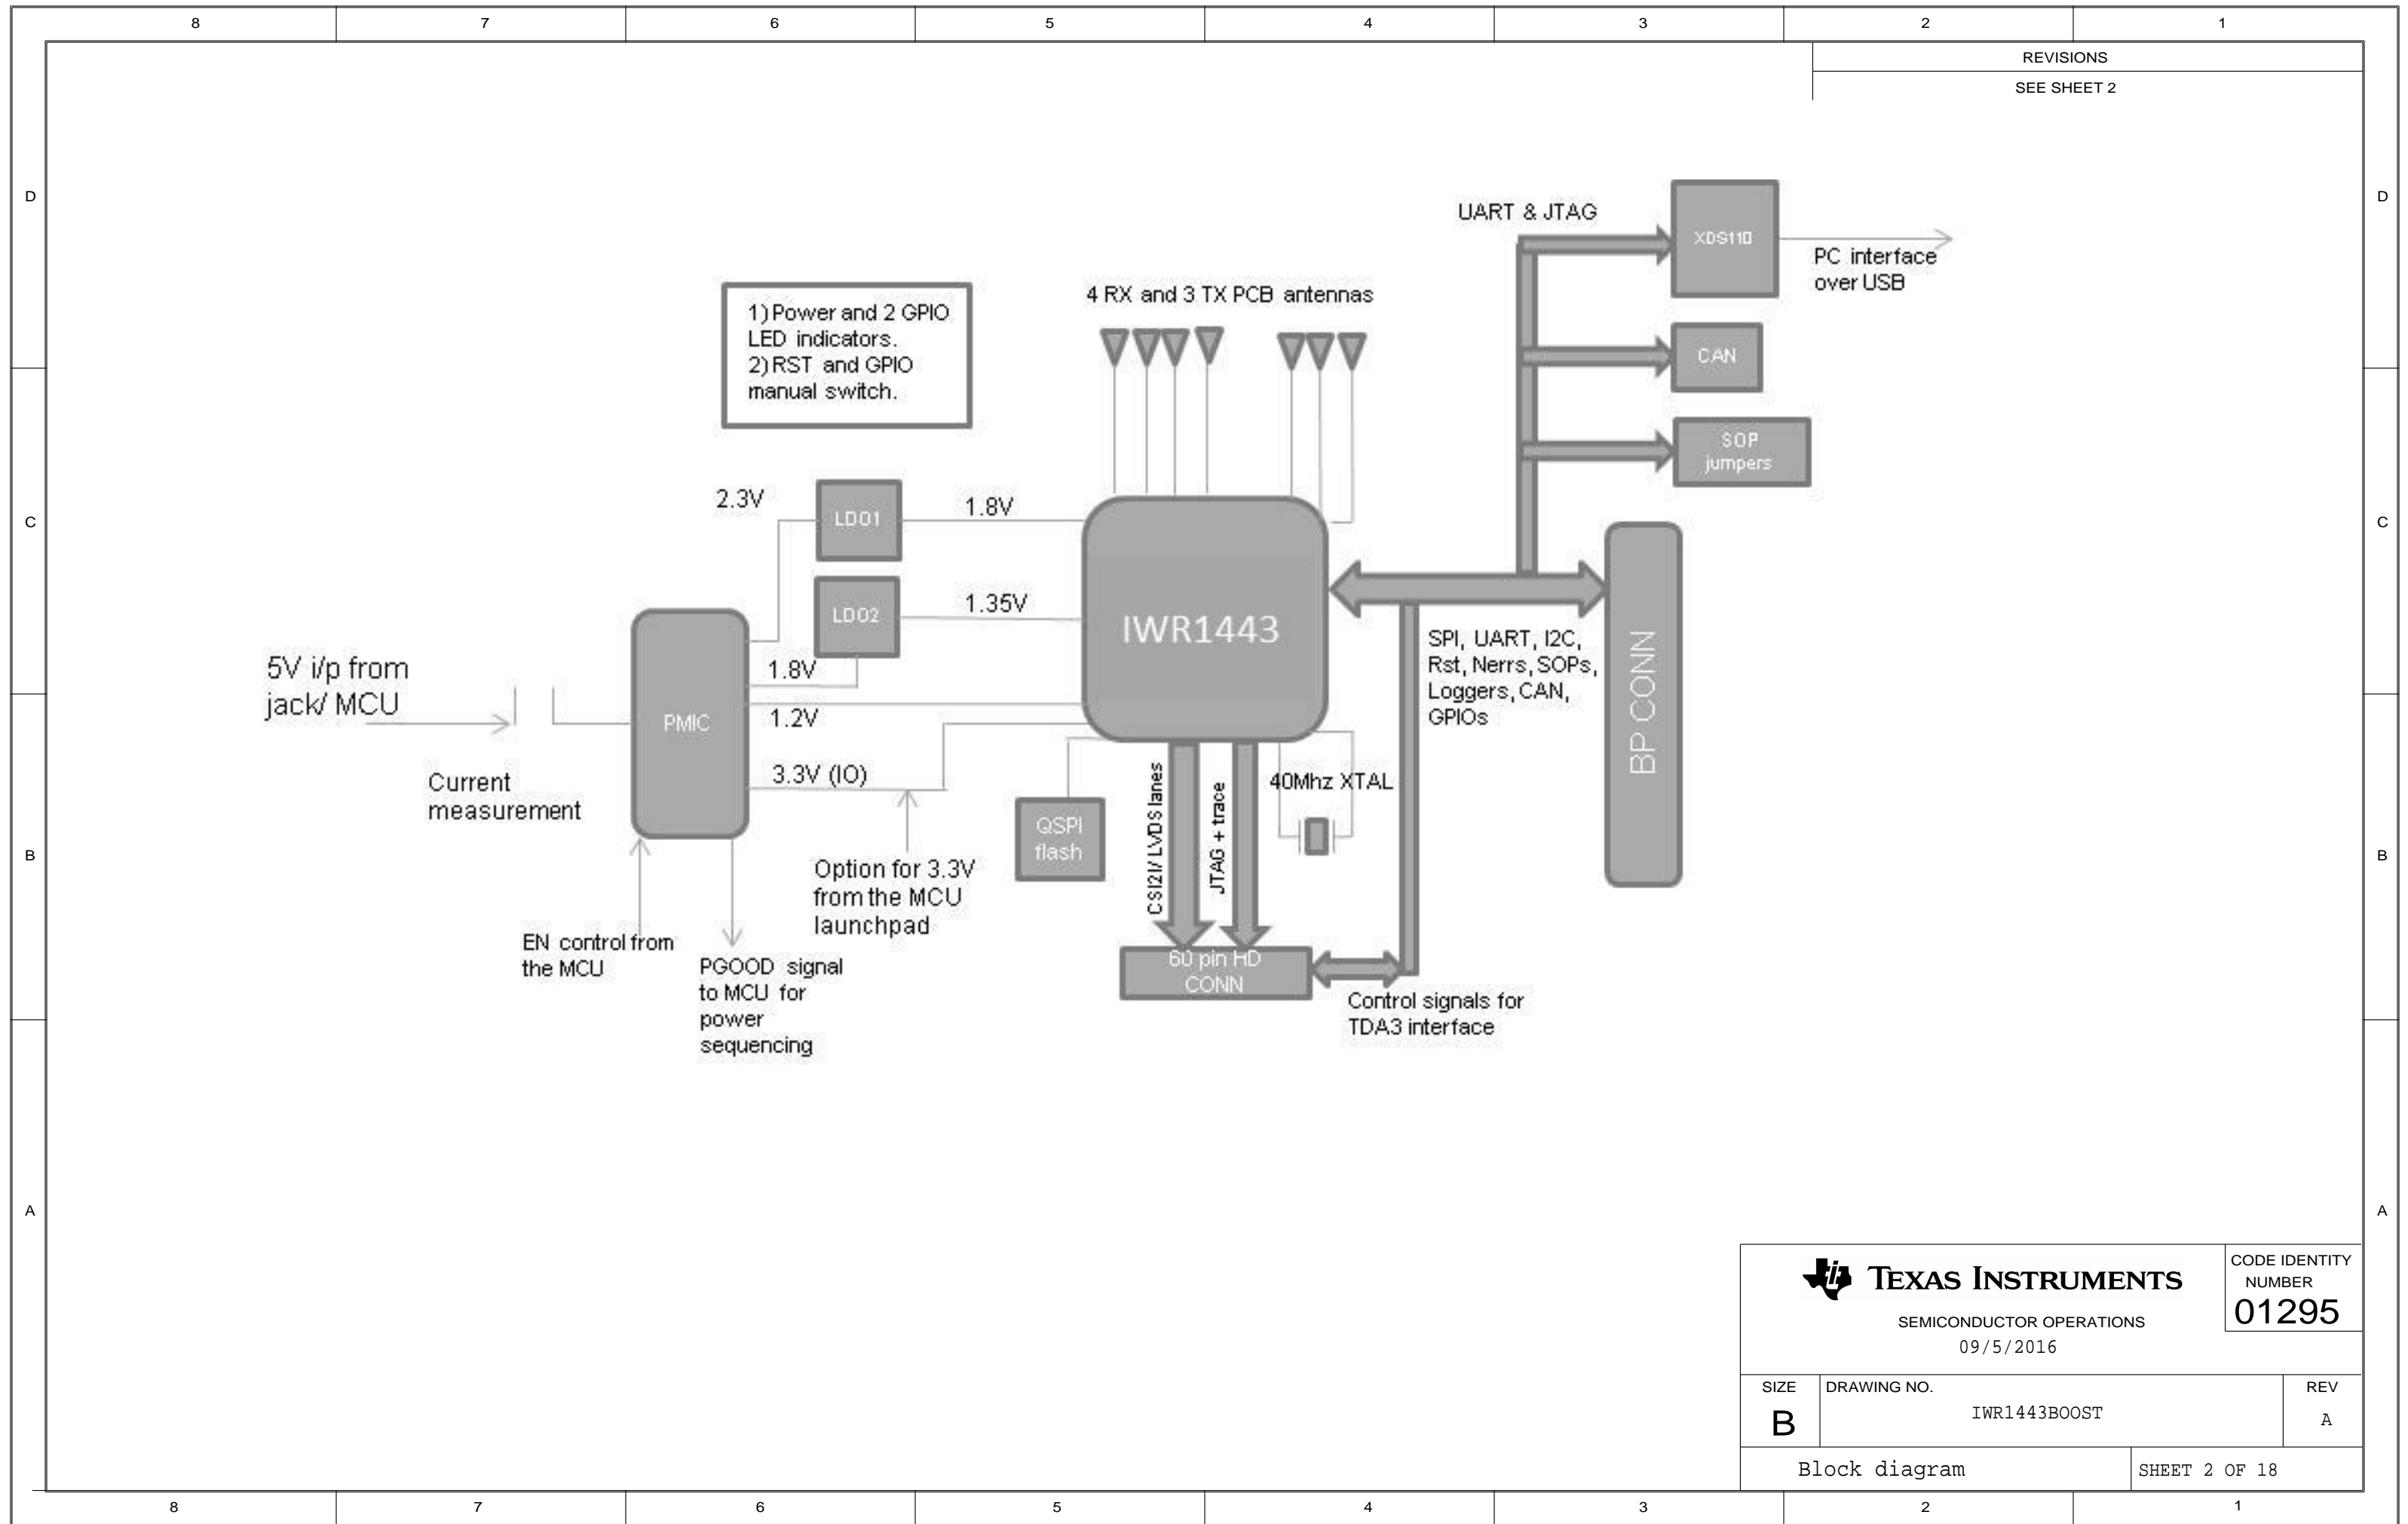 8 7 6 5 4 3 2 1
REVISIONS
SEE SHEET 2
D
D
UART & JTAG
XDS110
PC interface
over USB
4 RX and 3 TX PCB antennas
1) Power and 2 GPIO
LED indicators.
2) RST and GPIO
manual switch.
CAN
SOP
jumpers
C
C
2.3V
LDO1
1.8V
LDO2
1.35V
IWR1443
SPI, UART, I2C,
Rst, Nerrs, SOPs,
Loggers, CAN,
GPIOs
BP CONN
5V i/p from
jack/ MCU
1.8V
PMIC
1.2V
3.3V (IO)
Current
measurement
QSPI
flash
CSI2I/ LVDS lanes
JTAG + trace
40Mhz XTAL
B
B
Option for 3.3V
from the MCU
launchpad
EN control from
the MCU
PGOOD signal
to MCU for
power
sequencing
60 pin HD
CONN
Control signals for
TDA3 interface
A
A
TEXAS INSTRUMENTS
SEMICONDUCTOR OPERATIONS
09/5/2016
CODE IDENTITY
NUMBER
01295
SIZE
B
DRAWING NO.
IWR1443BOOST
REV
A
Block diagram
SHEET 2 OF 18
8 7 6 5 4 3 2 1